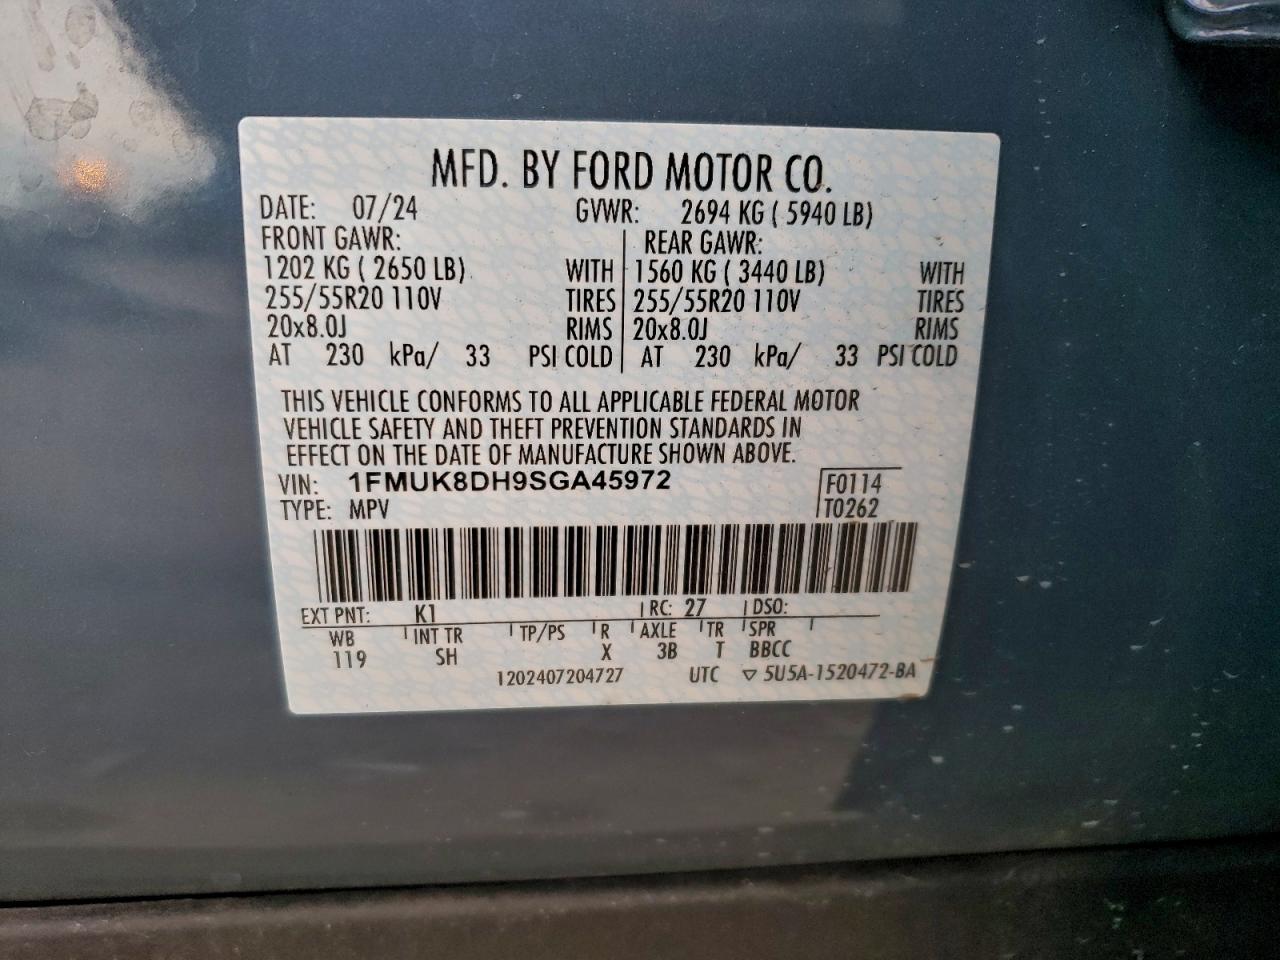 MFD. BY FORD MOTOR CO.
DATE: 07/24 GVWR: 2694 KG ( 5940 LB)
FRONT GAWR: REAR GAWR:
1202 KG ( 2650 LB) WITH 1560 KG ( 3440 LB) WITH
255/55R20 110V TIRES 255/55R20 110V TIRES
20x8.0J RIMS 20x8.0J RIMS
AT 230 kPa/ 33 PSI COLD AT 230 kPa/ 33 PSI COLD
THIS VEHICLE CONFORMS TO ALL APPLICABLE FEDERAL MOTOR
VEHICLE SAFETY AND THEFT PREVENTION STANDARDS IN
EFFECT ON THE DATE OF MANUFACTURE SHOWN ABOVE.
VIN: 1FMUK8DH9SGA45972 F0114
TYPE: MPV T0262
EXT PNT: K1 RC: 27 DSO:
WB INT TR TP/PS R AXLE TR SPR
119 SH X 3B T BBCC
1202407204727 UTC ▽ 5U5A-1520472-BA